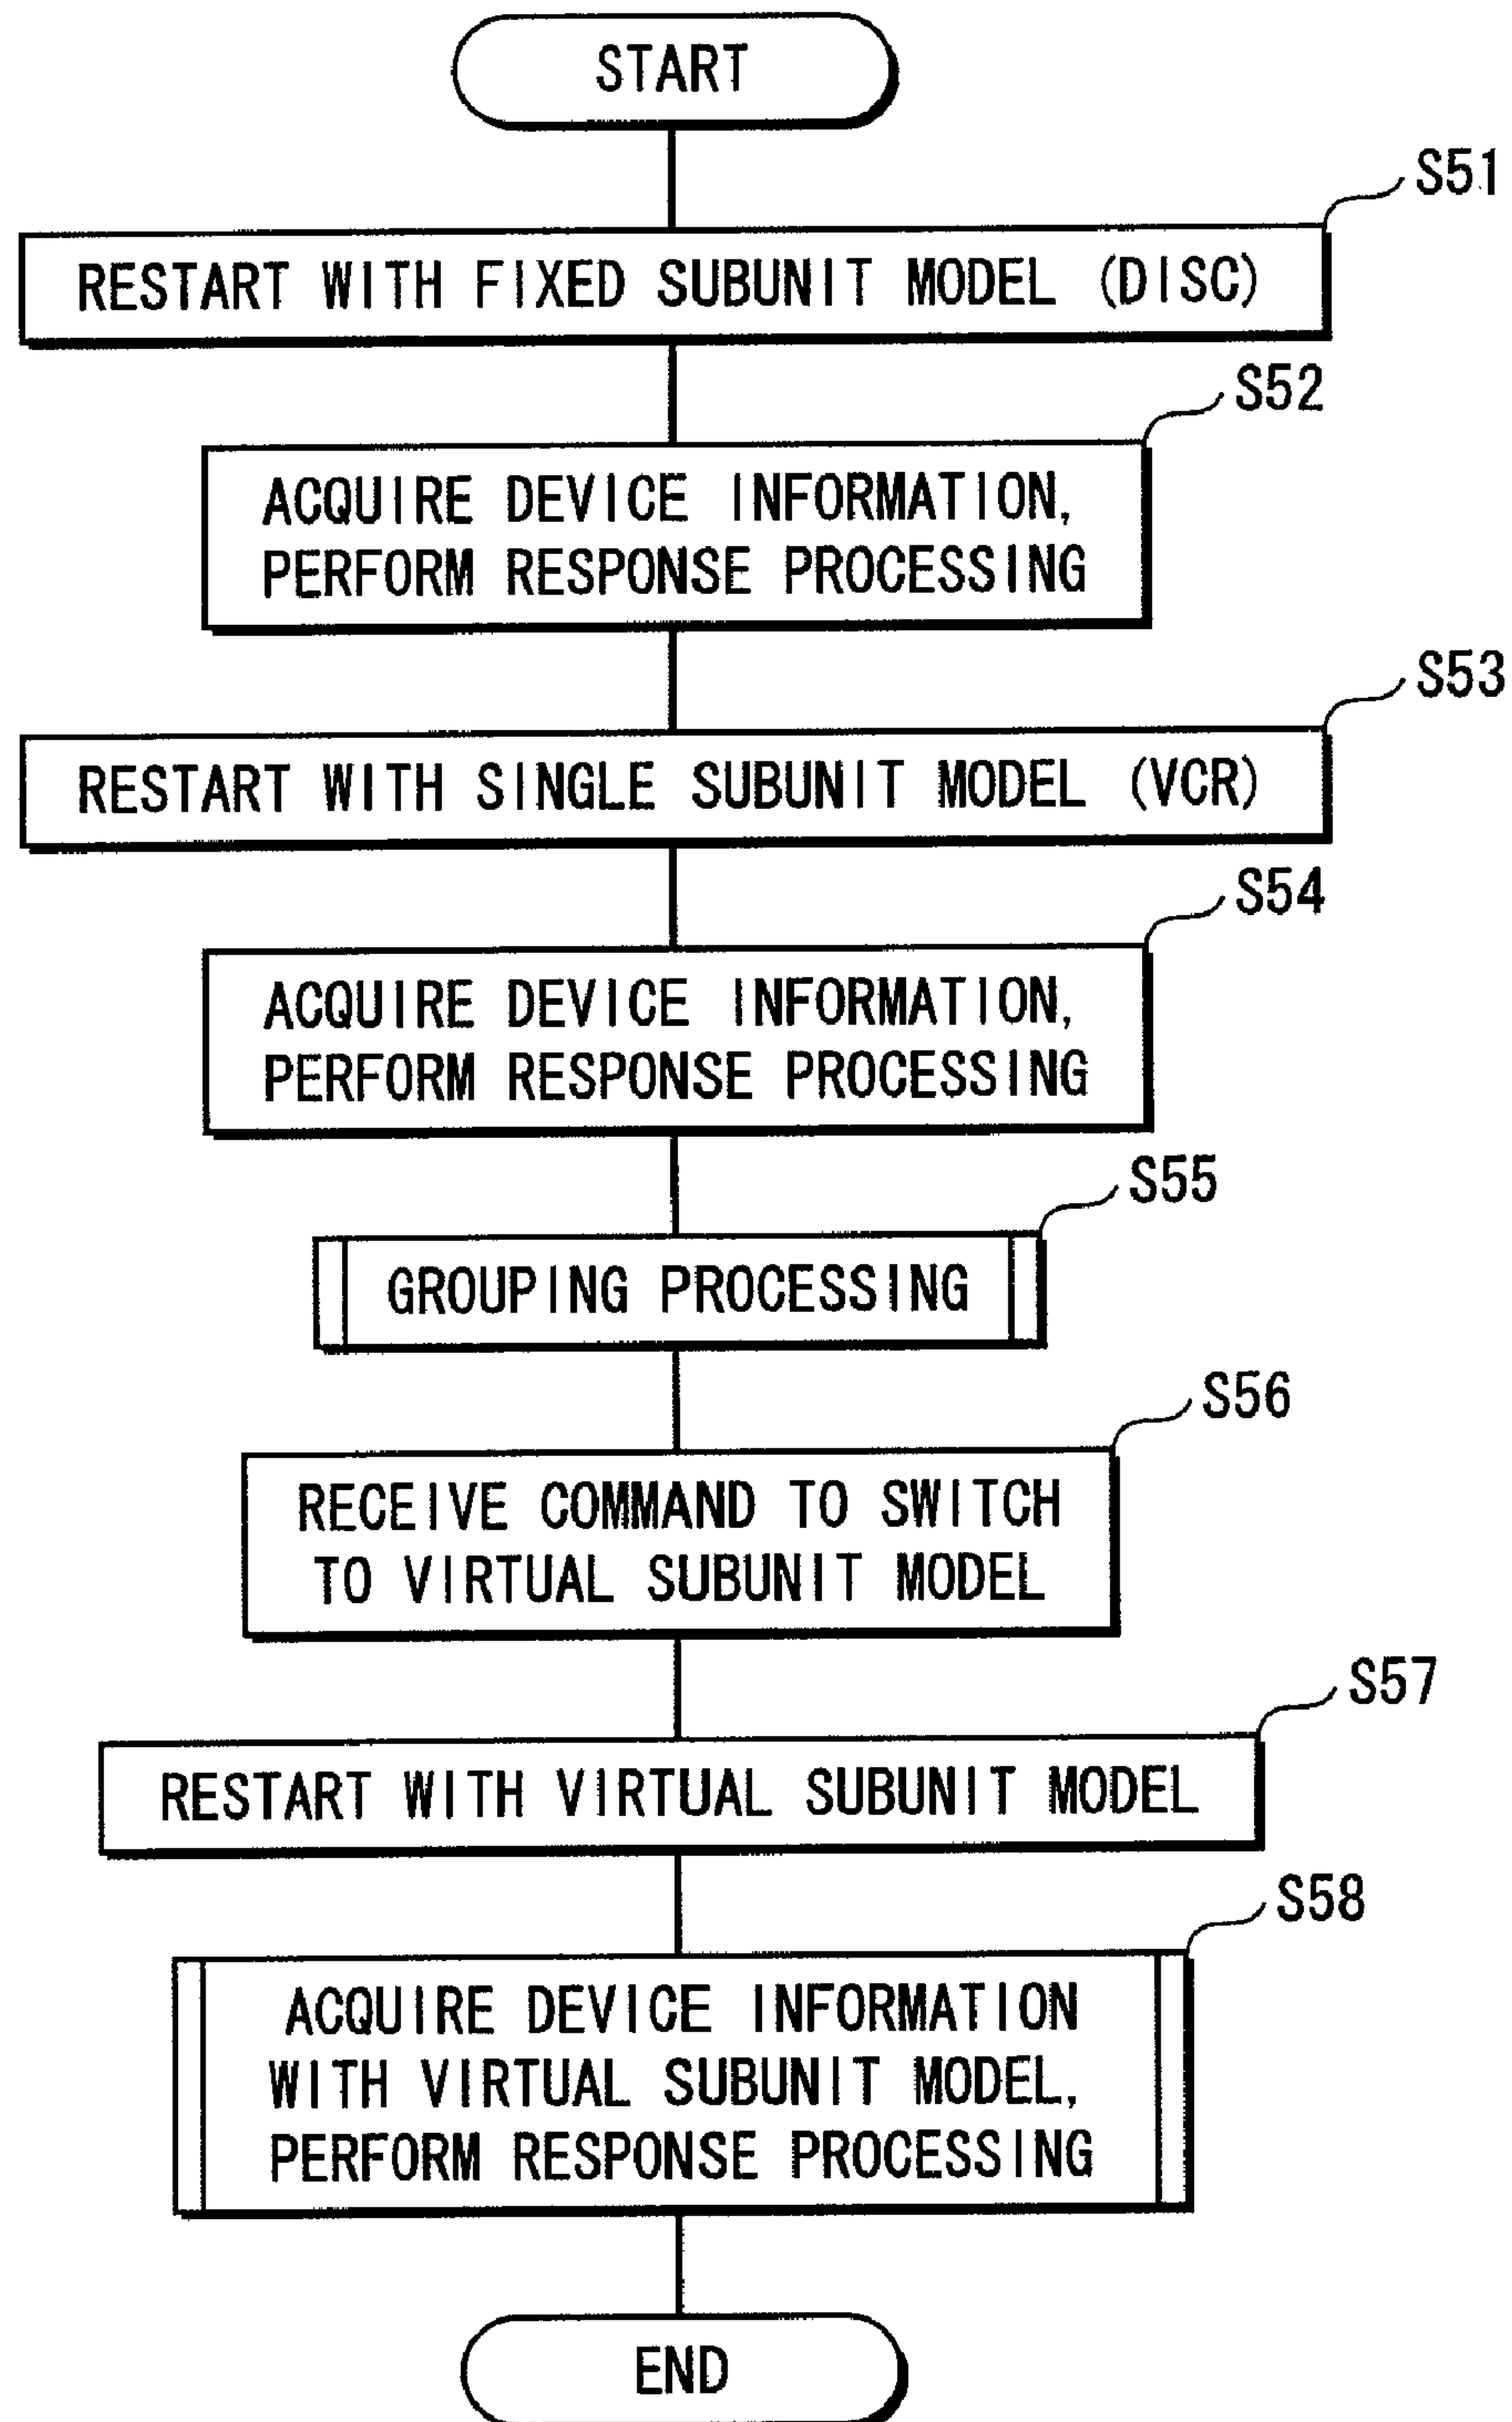 START
S51
RESTART WITH FIXED SUBUNIT MODEL (DISC)
S52
ACQUIRE DEVICE INFORMATION,
PERFORM RESPONSE PROCESSING
S53
RESTART WITH SINGLE SUBUNIT MODEL (VCR)
S54
ACQUIRE DEVICE INFORMATION,
PERFORM RESPONSE PROCESSING
S55
GROUPING PROCESSING
S56
RECEIVE COMMAND TO SWITCH
TO VIRTUAL SUBUNIT MODEL
S57
RESTART WITH VIRTUAL SUBUNIT MODEL
S58
ACQUIRE DEVICE INFORMATION
WITH VIRTUAL SUBUNIT MODEL,
PERFORM RESPONSE PROCESSING
END